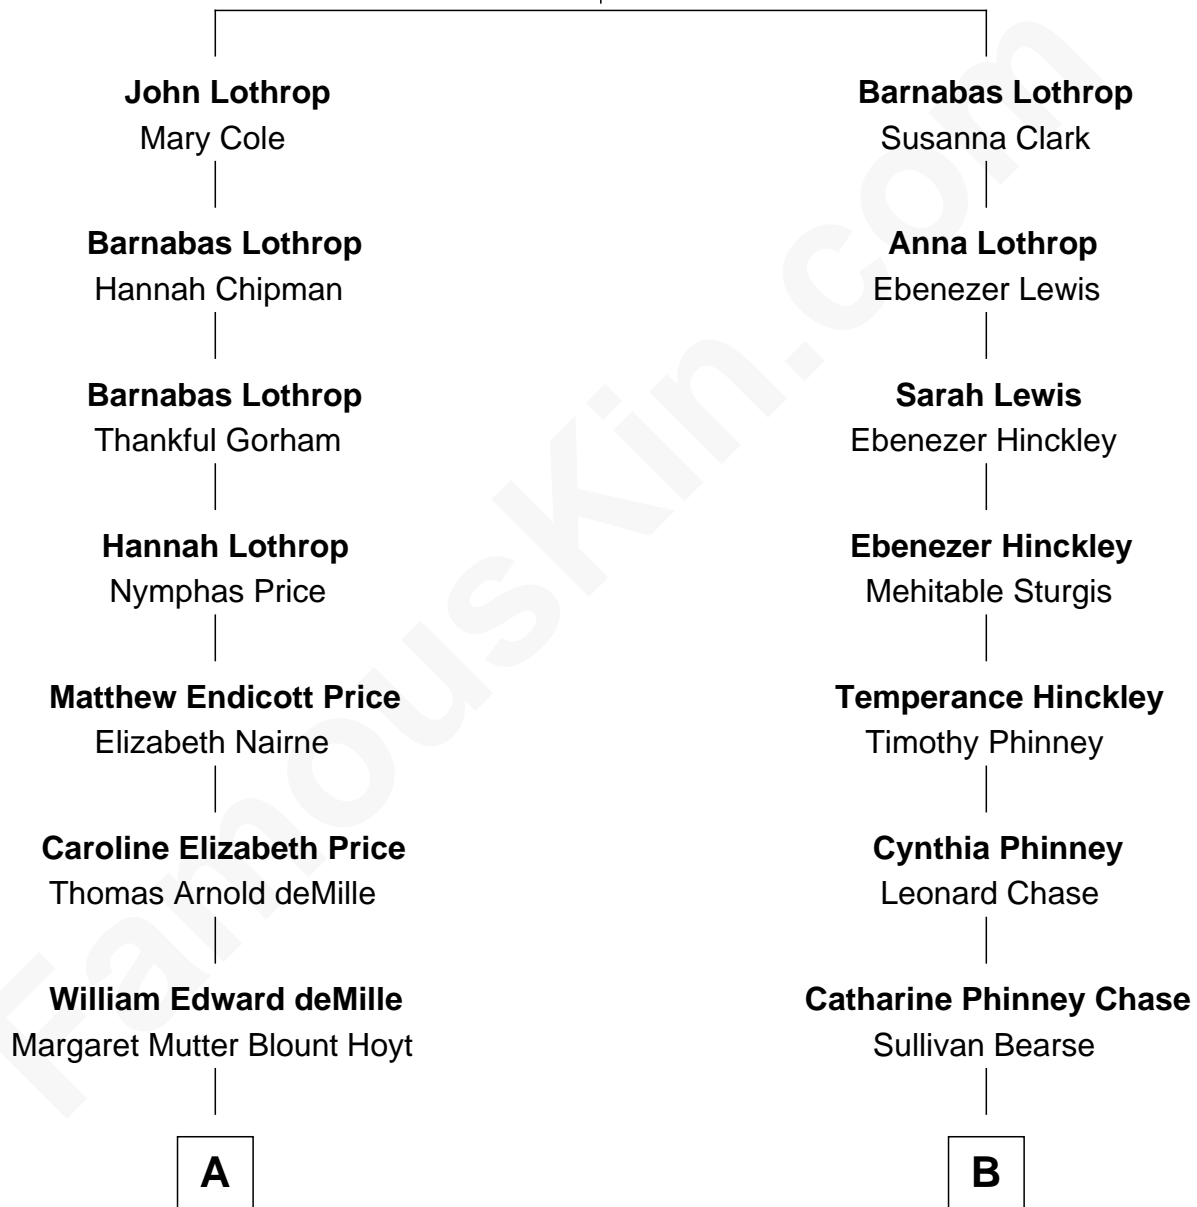 John Lothrop
Mary Cole
Barnabas Lothrop
Hannah Chipman
Barnabas Lothrop
Thankful Gorham
Hannah Lothrop
Nymphas Price
Matthew Endicott Price
Elizabeth Nairne
Caroline Elizabeth Price
Thomas Arnold deMille
William Edward deMille
Margaret Mutter Blount Hoyt
A
Barnabas Lothrop
Susanna Clark
Anna Lothrop
Ebenezer Lewis
Sarah Lewis
Ebenezer Hinckley
Ebenezer Hinckley
Mehitable Sturgis
Temperance Hinckley
Timothy Phinney
Cynthia Phinney
Leonard Chase
Catharine Phinney Chase
Sullivan Bearse
B
FamousKin.com